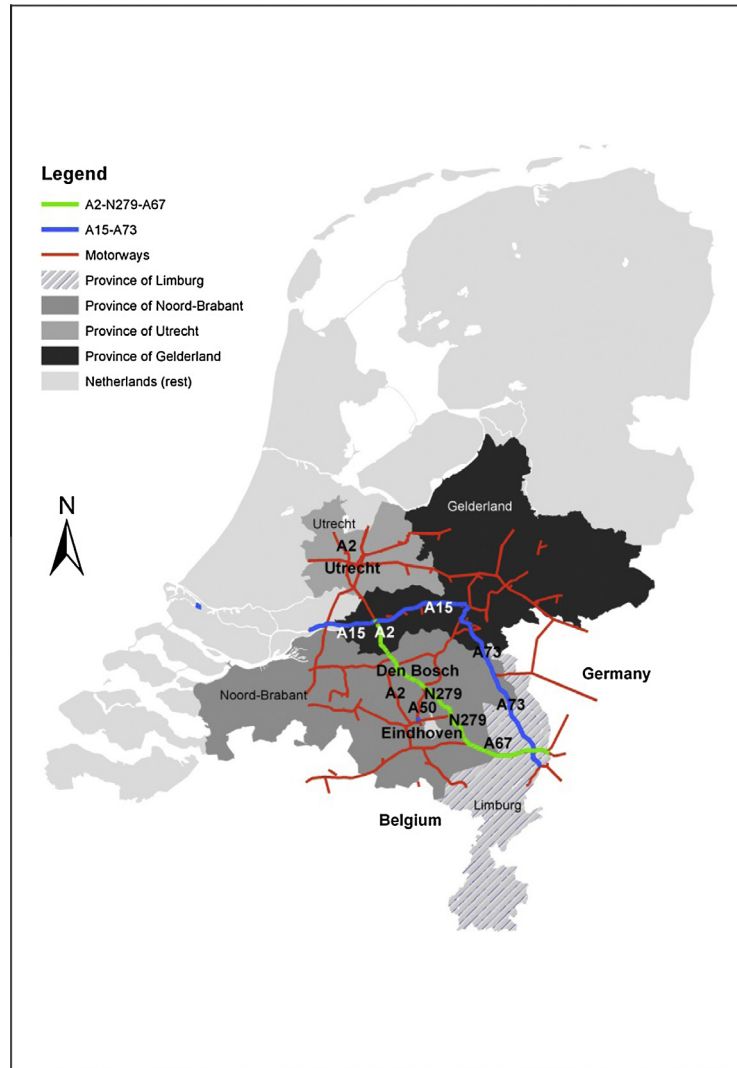 Legend
A2-N279-A67
A15-A73
Motorways
Province of Limburg
Province of Noord-Brabant
Province of Utrecht
Province of Gelderland
Netherlands (rest)
N
Gelderland
Utrecht
A2
Utrecht
A15
A15
A2
A73
Germany
Den Bosch
Noord-Brabant
A2
N279
A50
A73
N279
Eindhoven
A67
Limburg
Belgium